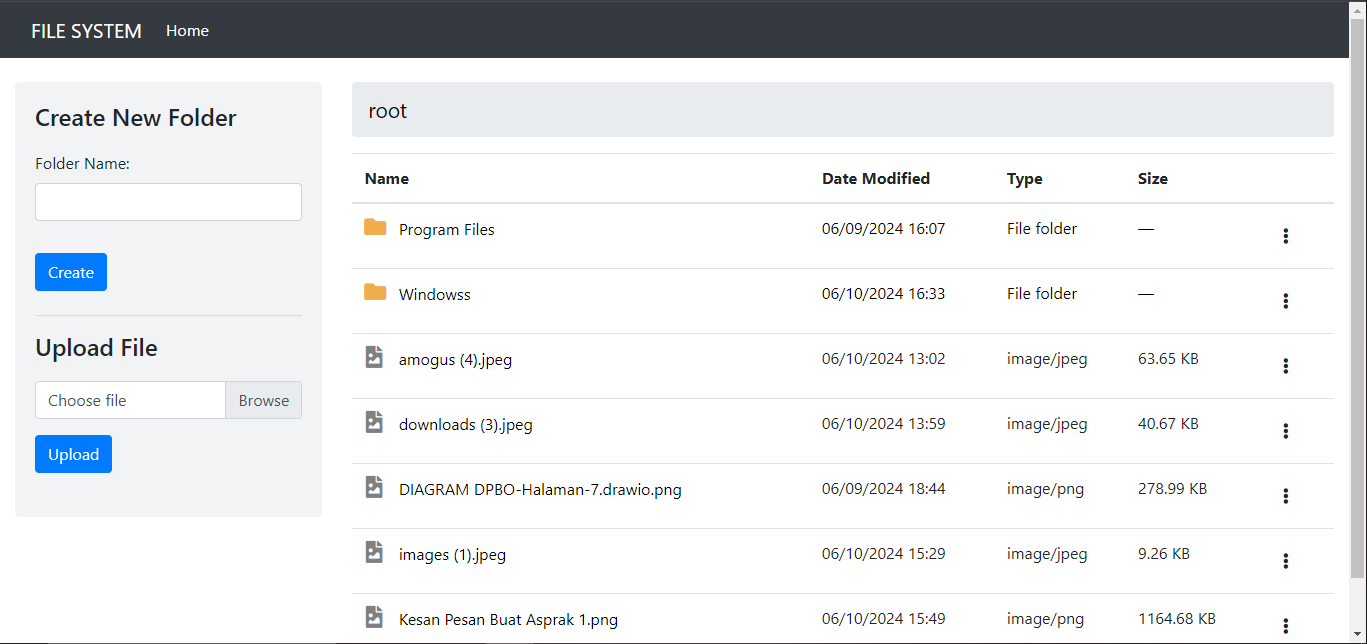 FILE SYSTEM Home
Create New Folder
Folder Name:
Create
Upload File
Choose file Browse
Upload
root
Name Date Modified Type Size
Program Files 06/09/2024 16:07 File folder —
Windowss 06/10/2024 16:33 File folder —
amogus (4).jpeg 06/10/2024 13:02 image/jpeg 63.65 KB
downloads (3).jpeg 06/10/2024 13:59 image/jpeg 40.67 KB
DIAGRAM DPBO-Halaman-7.drawio.png 06/09/2024 18:44 image/png 278.99 KB
images (1).jpeg 06/10/2024 15:29 image/jpeg 9.26 KB
Kesan Pesan Buat Asprak 1.png 06/10/2024 15:49 image/png 1164.68 KB